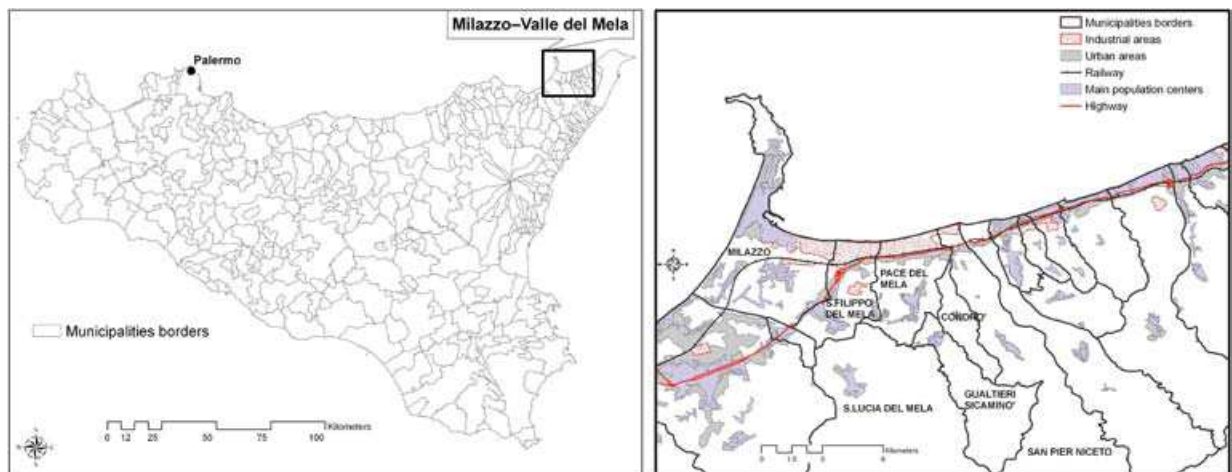 Milazzo–Valle del Mela
Palermo
Municipalities borders
0 12 25 50 75 100
Kilometers
Municipalities borders
Industrial areas
Urban areas
Railway
Main population centers
Highway
MILAZZO
PACE DEL
MELA
S.FILIPPO
DEL MELA
CONDRO'
GUALTIERI
SICAMINO'
S.LUCIA DEL MELA
SAN PIER NICETO
Kilometers